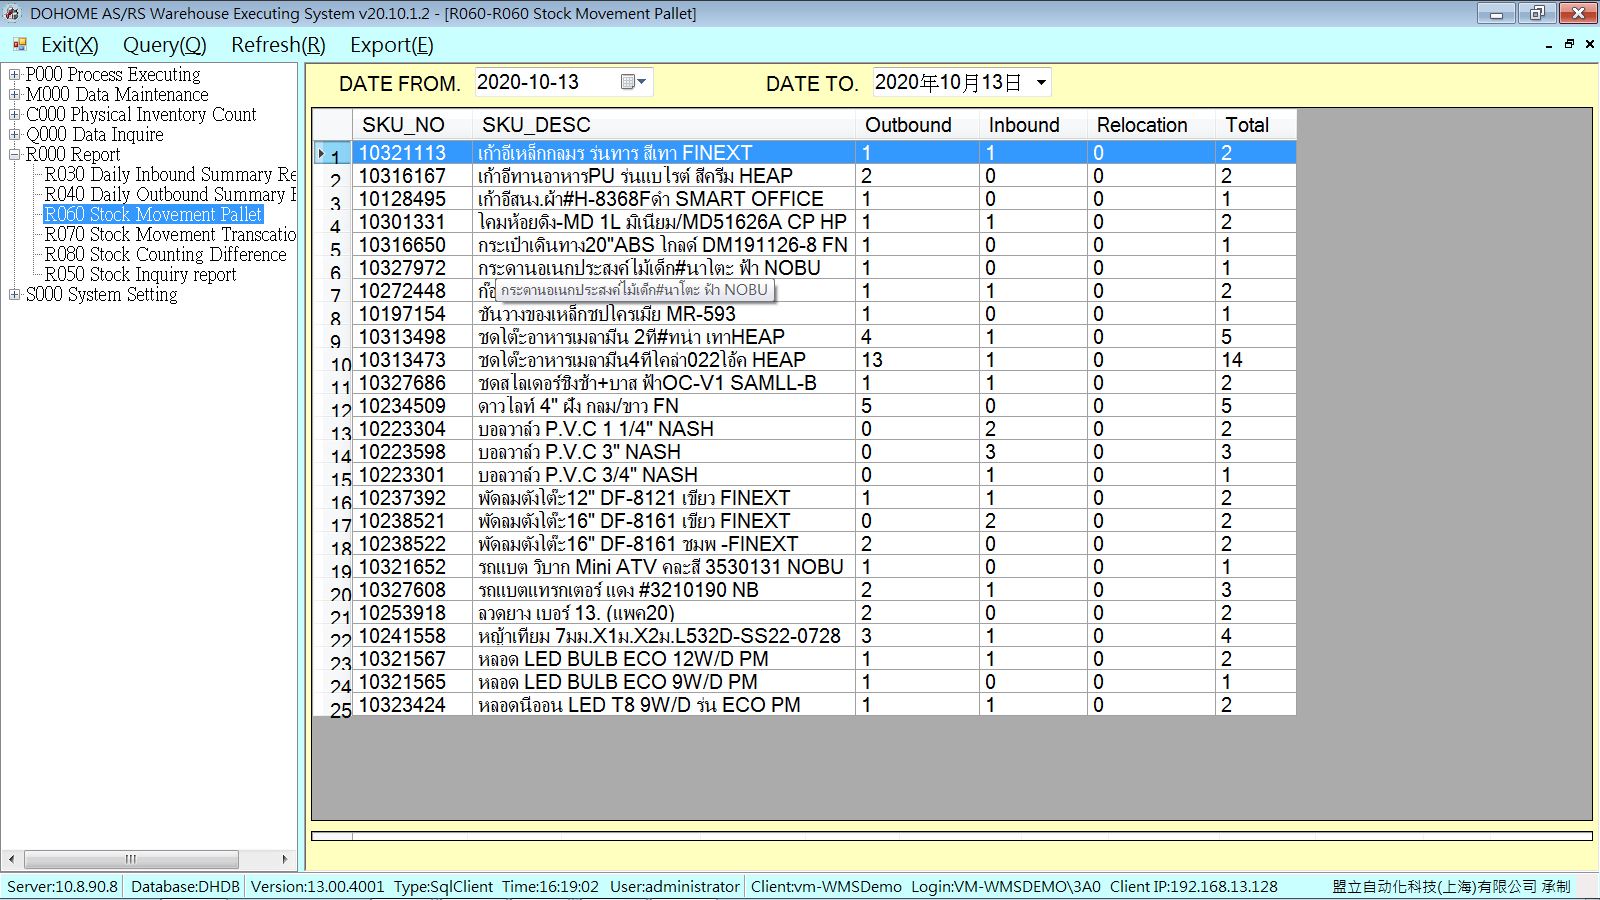 DOHOME AS/RS Warehouse Executing System v20.10.1.2 - [R060-R060 Stock Movement Pallet]
Exit(X) Query(Q) Refresh(R) Export(E)
P000 Process Executing
M000 Data Maintenance
C000 Physical Inventory Count
Q000 Data Inquire
R000 Report
R030 Daily Inbound Summary Re
R040 Daily Outbound Summary
R060 Stock Movement Pallet
R070 Stock Movement Transcatio
R080 Stock Counting Difference
R050 Stock Inquiry report
S000 System Setting
DATE FROM. 2020-10-13 DATE TO. 2020年10月13日
SKU_NO SKU_DESC Outbound Inbound Relocation Total
1 10321113 เก้าอี้เหล็กกลมร รุ่นทาร สีเทา FINEXT 1 1 0 2
2 10316167 เก้าอี้ทานอาหารPU รุ่นแบไรต์ สีครีม HEAP 2 0 0 2
3 10128495 เก้าอี้สนง.ผ้า#H-8368Fดำ SMART OFFICE 1 0 0 1
4 10301331 โคมห้อยดิ้ง-MD 1L มิเนียม/MD51626A CP HP 1 1 0 2
5 10316650 กระเป๋าเดินทาง20"ABS ไกลด์ DM191126-8 FN 1 0 0 1
6 10327972 กระดานอเนกประสงค์ไม้เด็ก#นาโตะ ฟ้า NOBU 1 0 0 1
กระดานอเนกประสงค์ไม้เด็ก#นาโตะ ฟ้า NOBU
7 10272448 1 1 0 2
8 10197154 ชั้นวางของเหล็กชุปโครเมี่ย MR-593 1 0 0 1
9 10313498 ชุดโต๊ะอาหารเมลามีน 2ที่#ทูน่า เทาHEAP 4 1 0 5
10 10313473 ชุดโต๊ะอาหารเมลามีน4ที่โคล่า022โอ้ค HEAP 13 1 0 14
11 10327686 ชุดสไลเดอร์ชิงช้า+บาส ฟ้าOC-V1 SAMLL-B 1 1 0 2
12 10234509 ดาวไลท์ 4" ฝัง กลม/ขาว FN 5 0 0 5
13 10223304 บอลวาล์ว P.V.C 1 1/4" NASH 0 2 0 2
14 10223598 บอลวาล์ว P.V.C 3" NASH 0 3 0 3
15 10223301 บอลวาล์ว P.V.C 3/4" NASH 0 1 0 1
16 10237392 พัดลมตั้งโต๊ะ12" DF-8121 เขียว FINEXT 1 1 0 2
17 10238521 พัดลมตั้งโต๊ะ16" DF-8161 เขียว FINEXT 0 2 0 2
18 10238522 พัดลมตั้งโต๊ะ16" DF-8161 ชมพู -FINEXT 2 0 0 2
19 10321652 รถแบต วิบาก Mini ATV คละสี 3530131 NOBU 1 0 0 1
20 10327608 รถแบตแทรกเตอร์ แดง #3210190 NB 2 1 0 3
21 10253918 ลวดยาง เบอร์ 13. (แพค20) 2 0 0 2
22 10241558 หญ้าเทียม 7มม.X1ม.X2ม.L532D-SS22-0728 3 1 0 4
23 10321567 หลอด LED BULB ECO 12W/D PM 1 1 0 2
24 10321565 หลอด LED BULB ECO 9W/D PM 1 0 0 1
25 10323424 หลอดนีออน LED T8 9W/D รุ่น ECO PM 1 1 0 2
Server:10.8.90.8 Database:DHDB Version:13.00.4001 Type:SqlClient Time:16:19:02 User:administrator Client:vm-WMSDemo Login:VM-WMSDEMO\3A0 Client IP:192.168.13.128 盟立自动化科技(上海)有限公司 承制